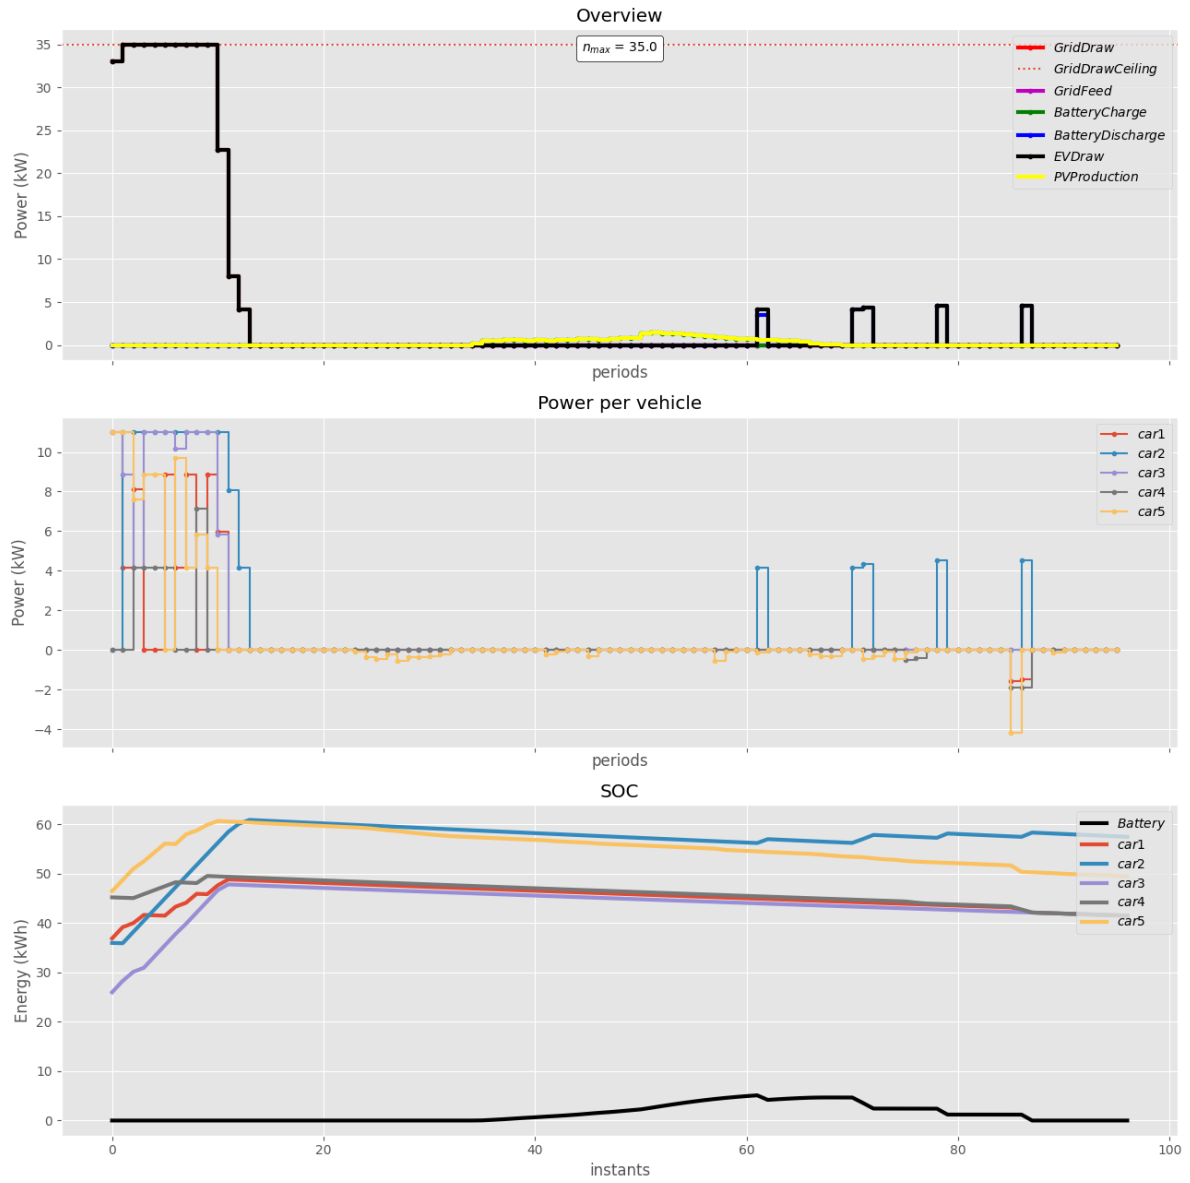 Overview
n_max = 35.0
35
30
25
20
15
10
5
0
Power (kW)
periods
GridDraw
GridDrawCeiling
GridFeed
BatteryCharge
BatteryDischarge
EVDraw
PVProduction
Power per vehicle
10
8
6
4
2
0
−2
−4
Power (kW)
periods
car1
car2
car3
car4
car5
SOC
60
50
40
30
20
10
0
Energy (kWh)
Battery
car1
car2
car3
car4
car5
0 20 40 60 80 100
instants